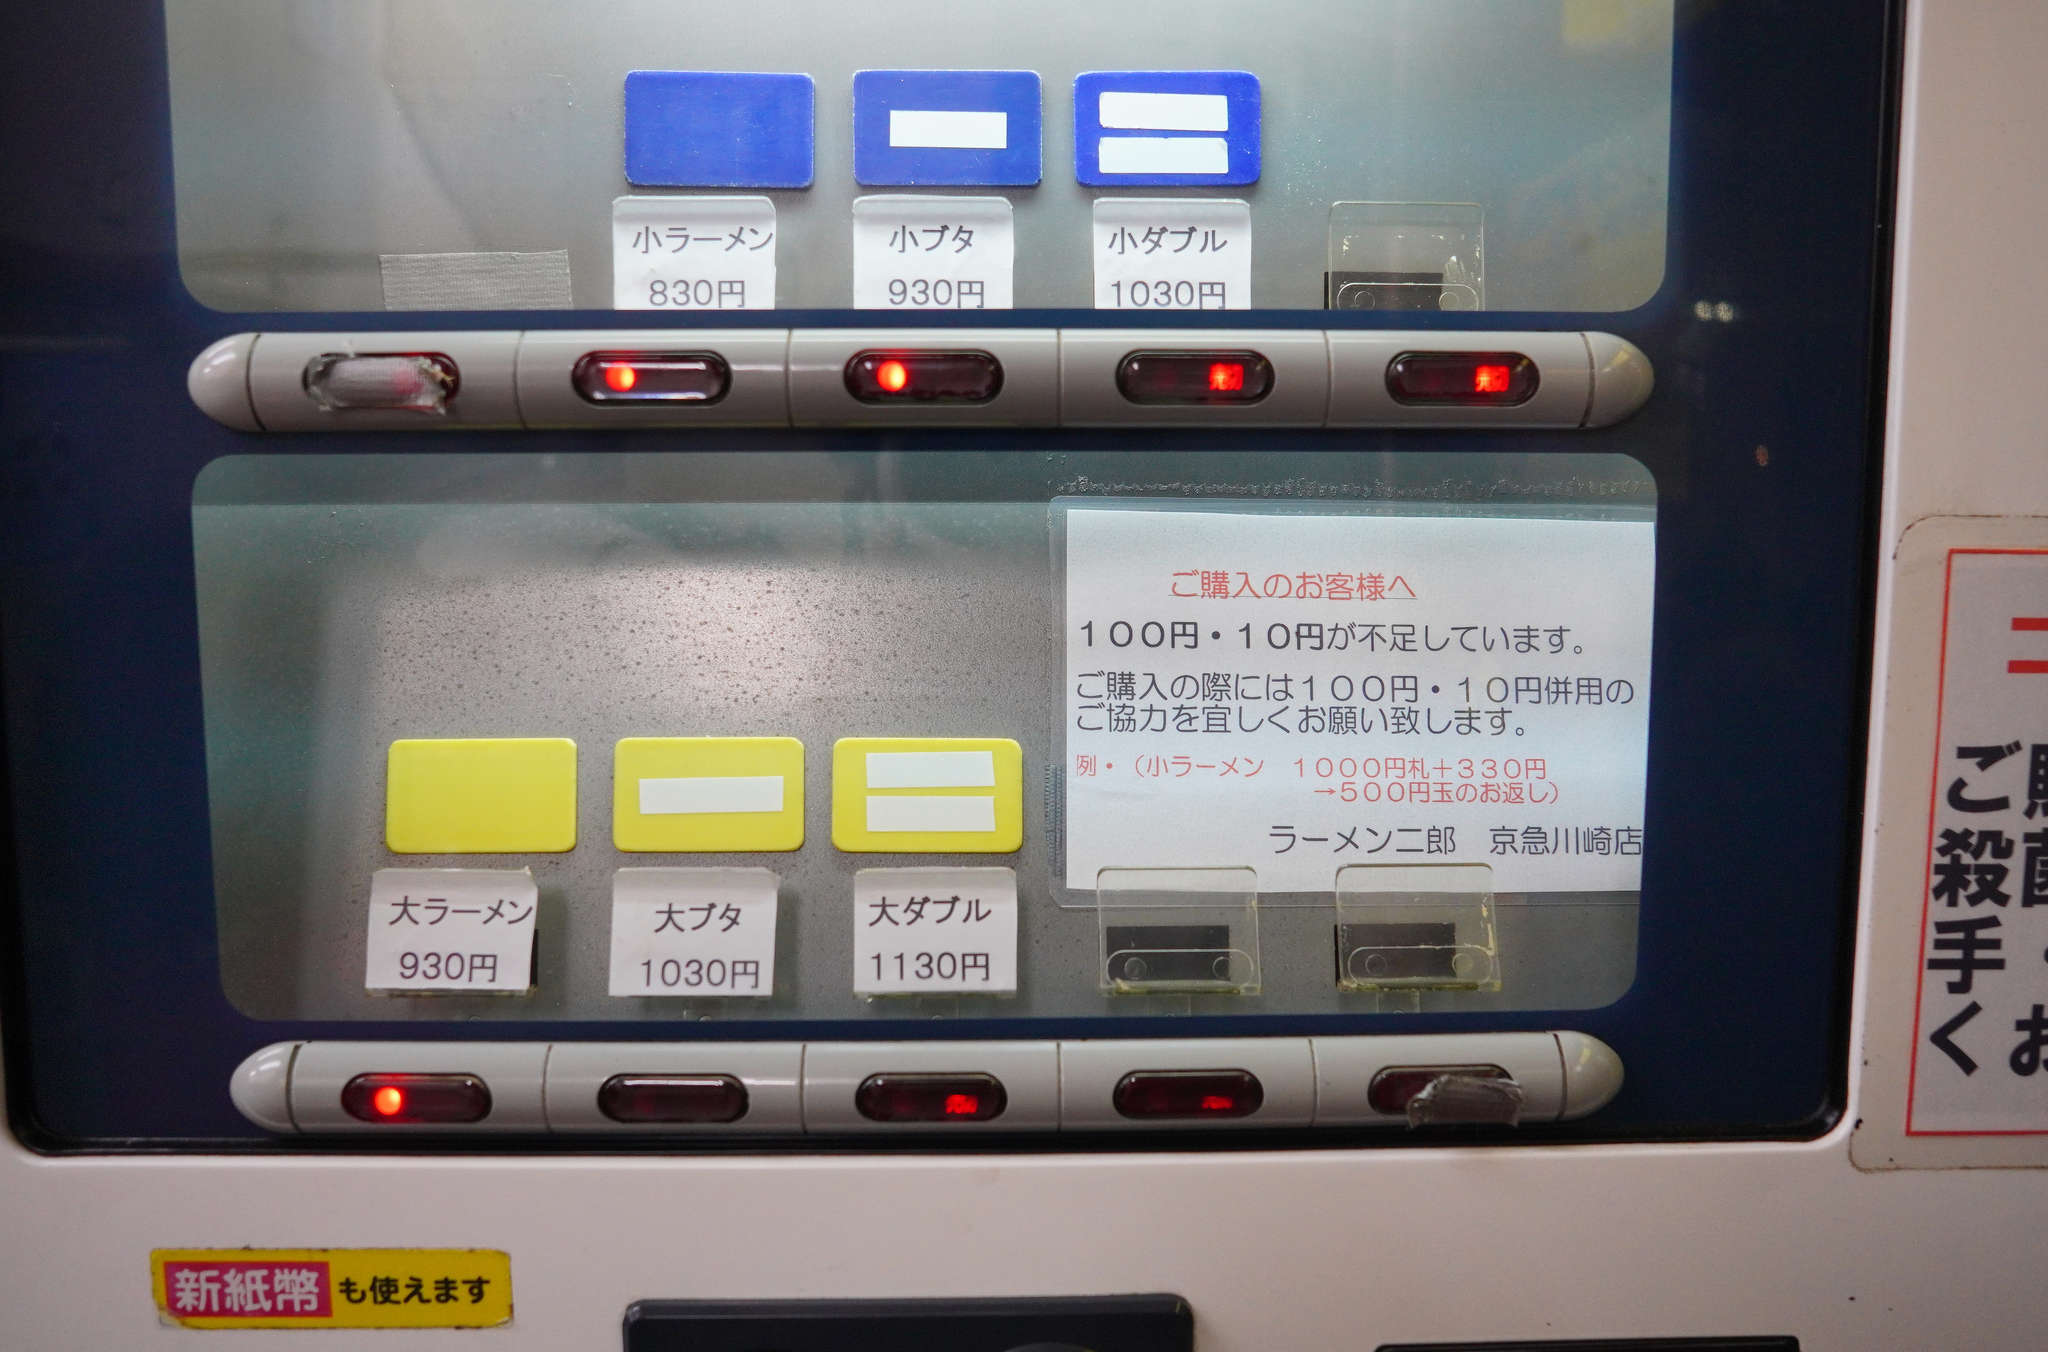 小ラーメン
830円
小ブタ
930円
小ダブル
1030円
ご購入のお客様へ
100円・10円が不足しています。
ご購入の際には100円・10円併用の
ご協力を宜しくお願い致します。
例・（小ラーメン 1000円札+330円
→500円玉のお返し）
ラーメン二郎 京急川崎店
大ラーメン
930円
大ブタ
1030円
大ダブル
1130円
新紙幣も使えます
ご
殺菌
手・
くお